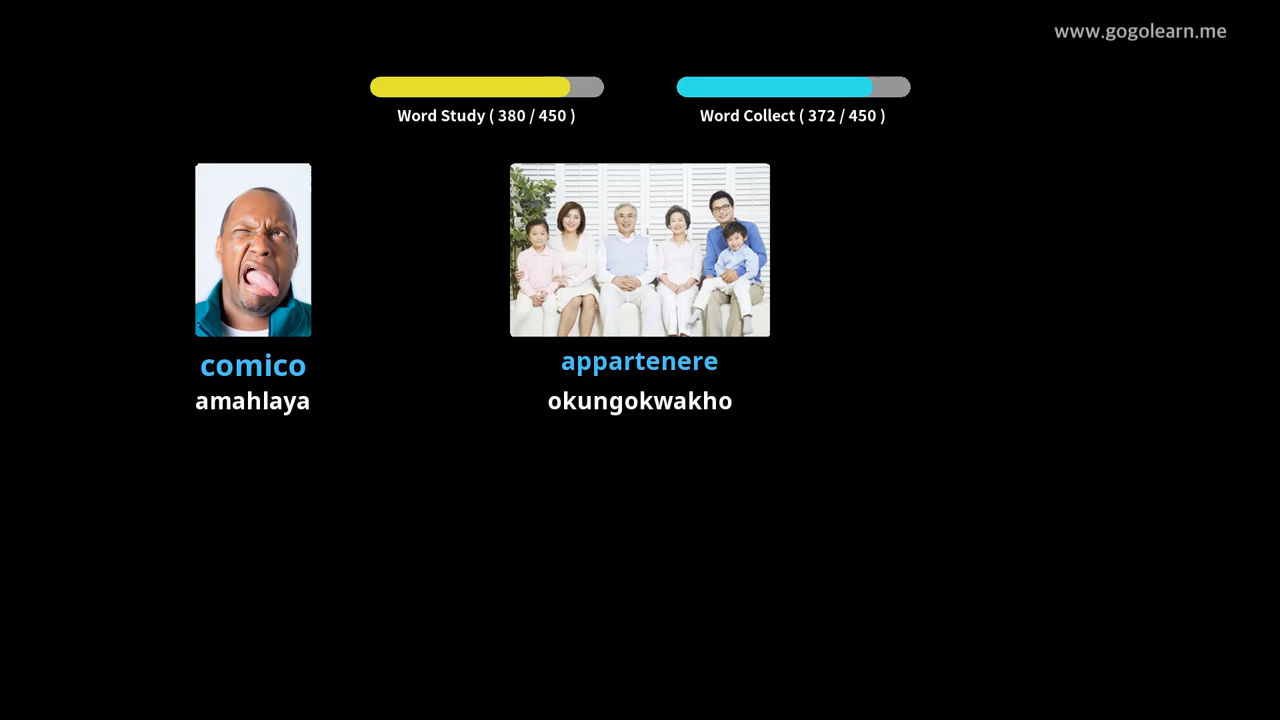 www.gogolearn.me
Word Study ( 380 / 450 )
Word Collect ( 372 / 450 )
comico
amahlaya
appartenere
okungokwakho